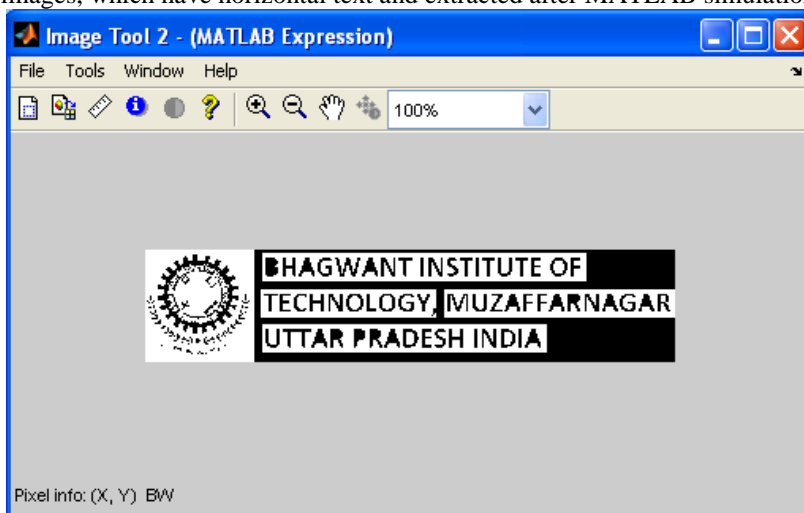 images, which have horizontal text and extracted after MATLAB simulation
Image Tool 2 - (MATLAB Expression)
File Tools Window Help
100%
BHAGWANT INSTITUTE OF
TECHNOLOGY, MUZAFFARNAGAR
UTTAR PRADESH INDIA
Pixel info: (X, Y) BW